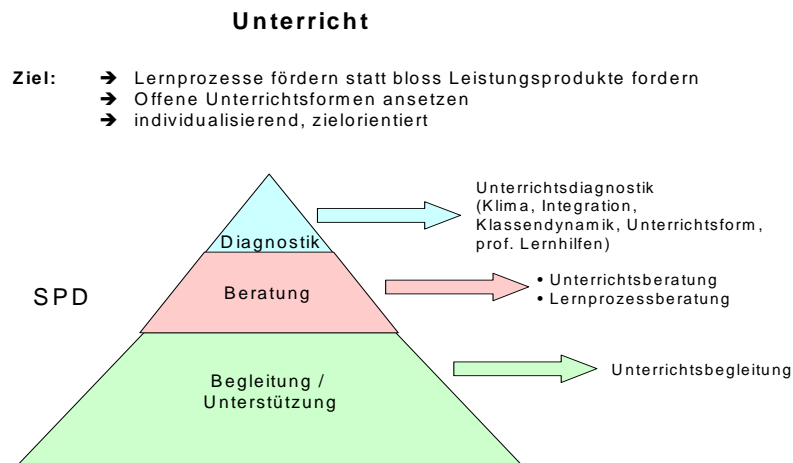 Unterricht
Ziel: ➔ Lernprozesse fördern statt bloss Leistungsprodukte fordern
➔ Offene Unterrichtsformen ansetzen
➔ individualisierend, zielorientiert
Unterrichtsdiagnostik
(Klima, Integration,
Klassendynamik, Unterrichtsform,
prof. Lernhilfen)
Diagnostik
SPD
Beratung
• Unterrichtsberatung
• Lernprozessberatung
Begleitung /
Unterstützung
Unterrichtsbegleitung